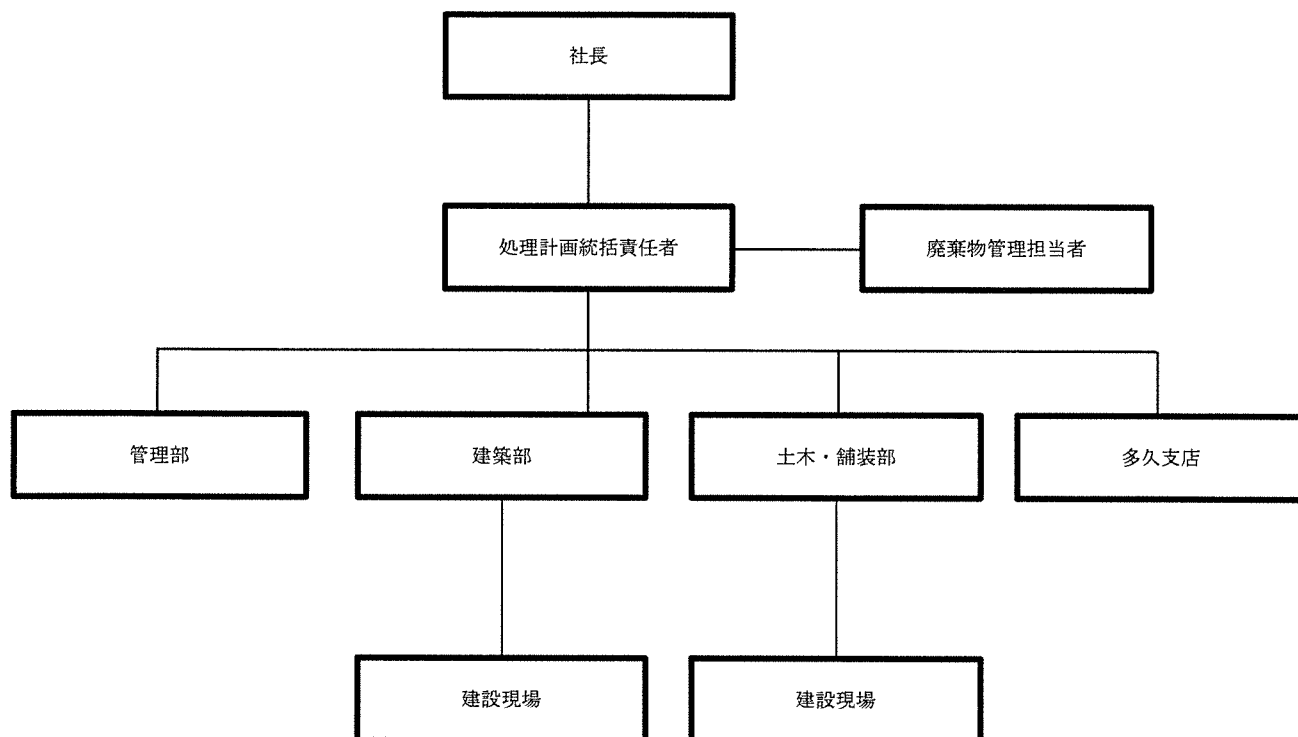 社長
処理計画統括責任者
廃棄物管理担当者
管理部
建築部
土木・舗装部
多久支店
建設現場
建設現場